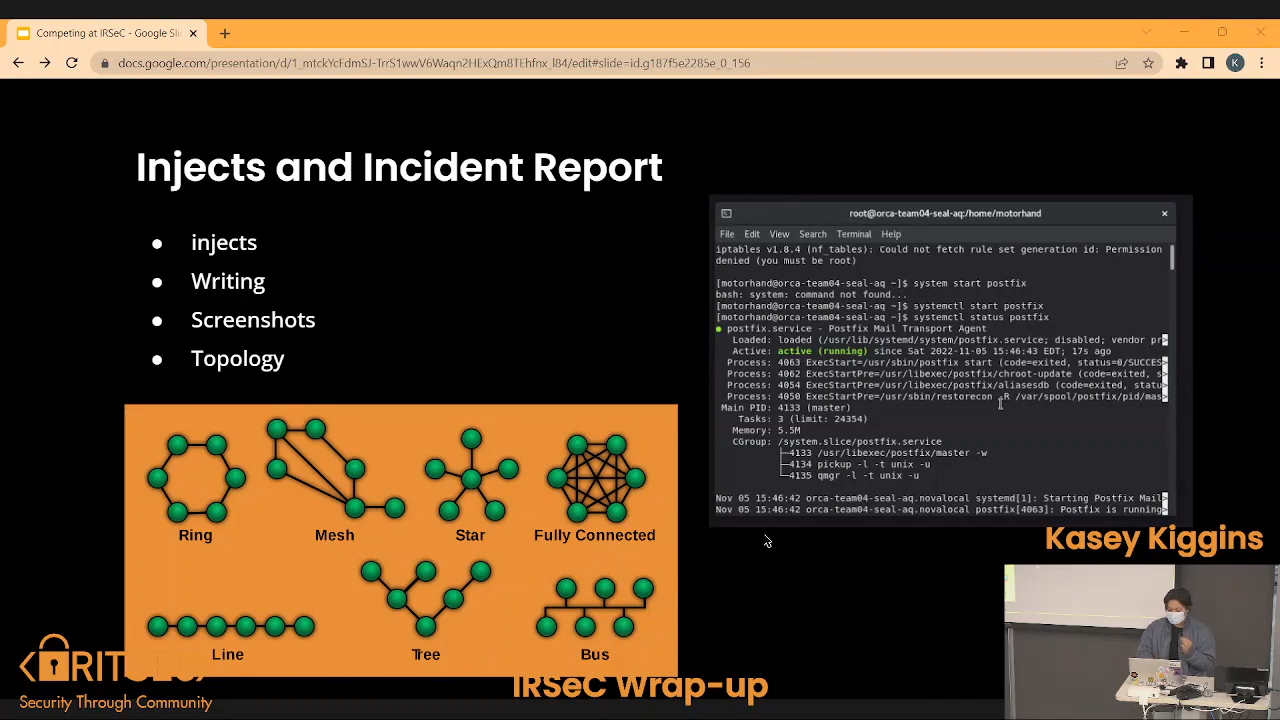 Competing at IRSeC - Google Sli
docs.google.com/presentation/d/1_mtckYcFdmSJ-TrrS1wwV6Waqn2HExQm8TEhfix_l84/edit#slide=id.g187f5e2285e_0_156
K
Injects and Incident Report
injects
Writing
Screenshots
Topology
root@orca-team04-seal-aq:/home/motorhand
File Edit View Search Terminal Help
iptables v1.8.4 (nf_tables): Could not fetch rule set generation id: Permission
denied (you must be root)
[motorhand@orca-team04-seal-aq ~]$ system start postfix
bash: system: command not found...
[motorhand@orca-team04-seal-aq ~]$ systemctl start postfix
[motorhand@orca-team04-seal-aq ~]$ systemctl status postfix
● postfix.service - Postfix Mail Transport Agent
Loaded: loaded (/usr/lib/systemd/system/postfix.service; disabled; vendor pr>
Active: active (running) since Sat 2022-11-05 15:46:43 EDT; 17s ago
Process: 4063 ExecStart=/usr/sbin/postfix start (code=exited, status=0/SUCCES>
Process: 4062 ExecStartPre=/usr/libexec/postfix/chroot-update (code=exited, s>
Process: 4054 ExecStartPre=/usr/libexec/postfix/aliasesdb (code=exited, statu>
Process: 4050 ExecStartPre=/usr/sbin/restorecon -R /var/spool/postfix/pid/mas>
Main PID: 4133 (master)
Tasks: 3 (limit: 24354)
Memory: 5.5M
CGroup: /system.slice/postfix.service
├─4133 /usr/libexec/postfix/master -w
├─4134 pickup -l -t unix -u
└─4135 qmgr -l -t unix -u
Nov 05 15:46:42 orca-team04-seal-aq.novalocal systemd[1]: Starting Postfix Mail>
Nov 05 15:46:42 orca-team04-seal-aq.novalocal postfix[4063]: Postfix is running>
Ring
Mesh
Star
Fully Connected
Line
Tree
Bus
Kasey Kiggins
Security Through Community
IRSeC Wrap-up